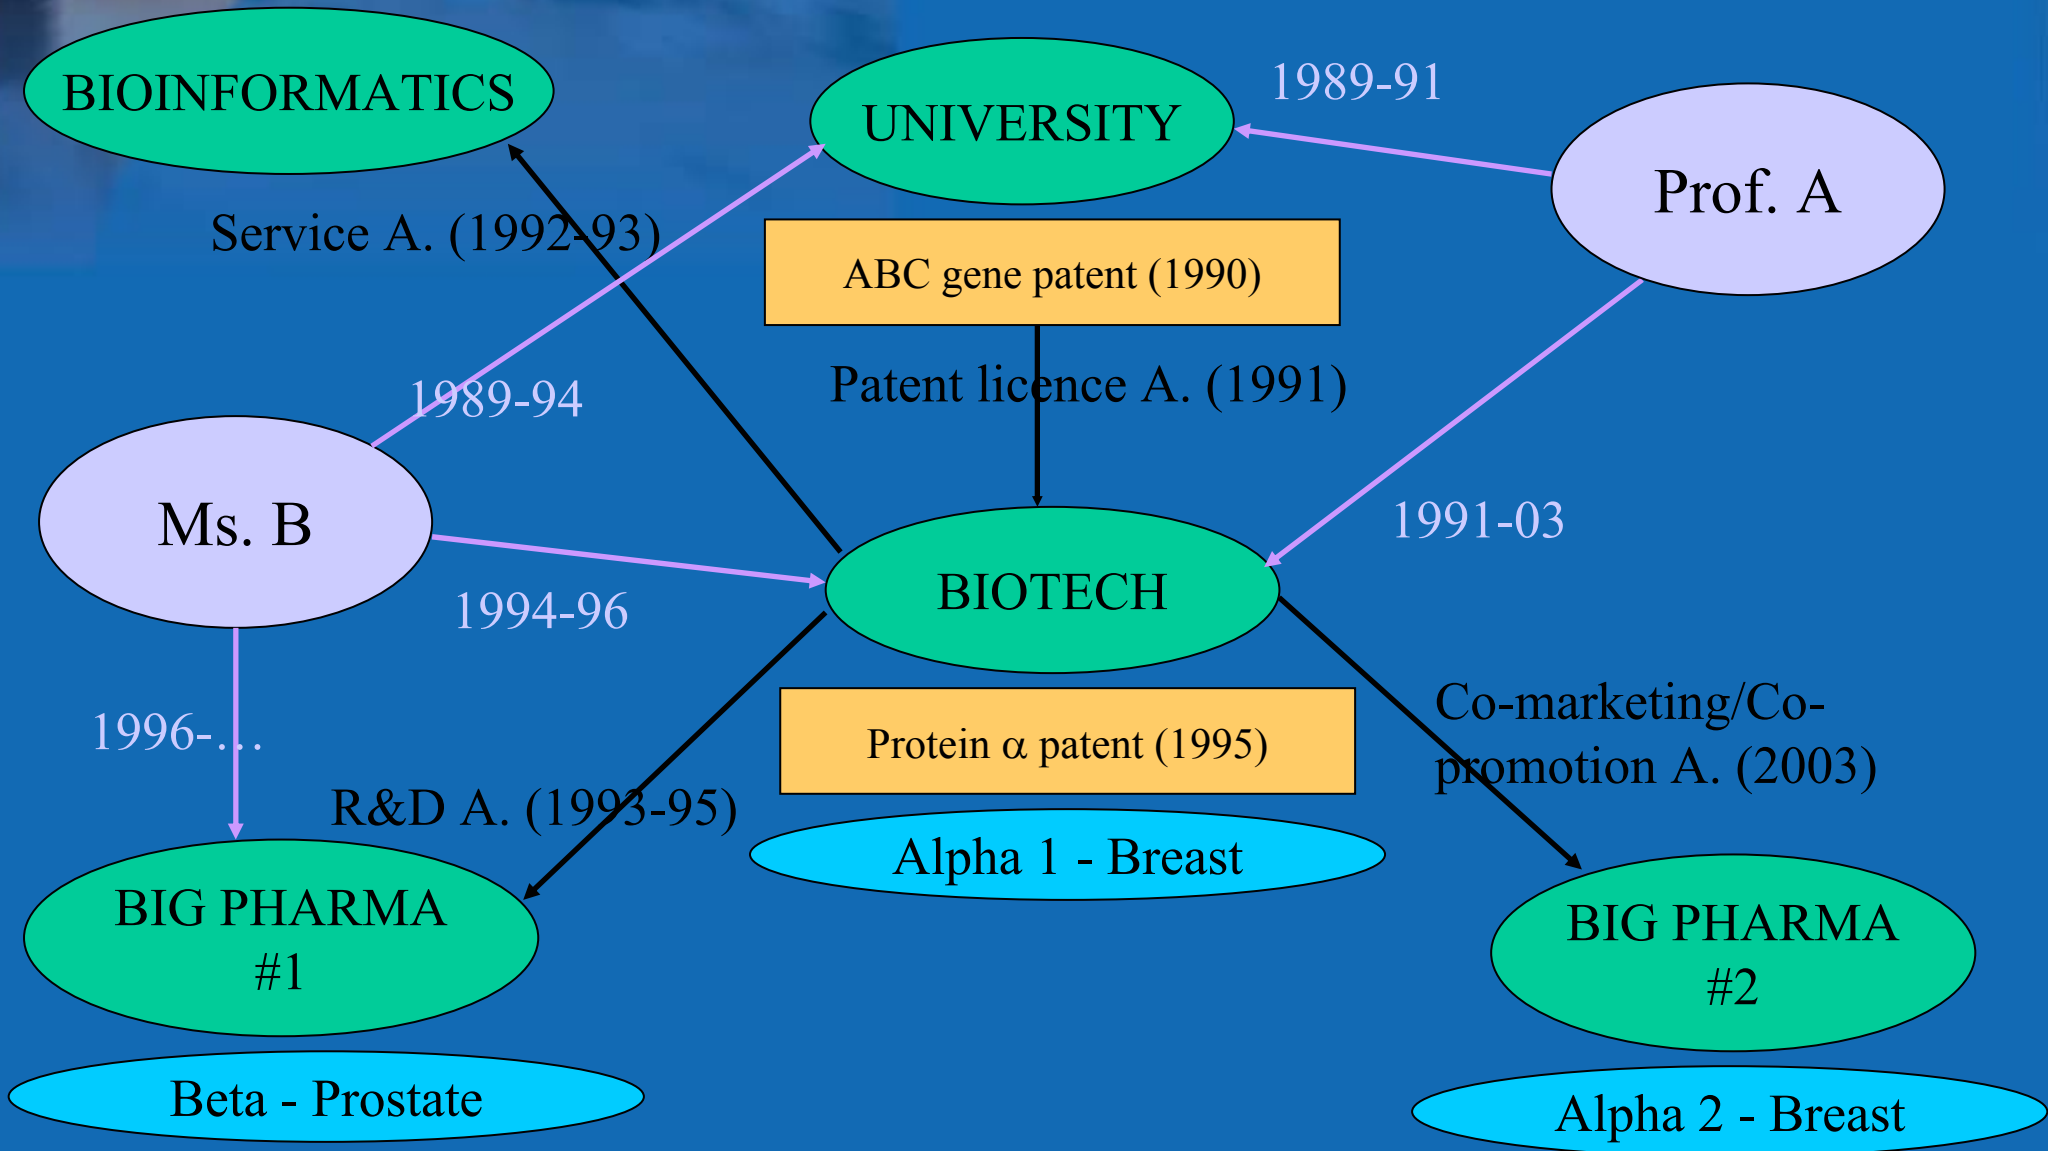 BIOINFORMATICS
UNIVERSITY
1989-91
Prof. A
Service A. (1992-93)
ABC gene patent (1990)
Patent licence A. (1991)
1989-94
Ms. B
1991-03
BIOTECH
1994-96
1996-…
Co-marketing/Co-
promotion A. (2003)
Protein α patent (1995)
R&D A. (1993-95)
Alpha 1 - Breast
BIG PHARMA
#1
BIG PHARMA
#2
Beta - Prostate
Alpha 2 - Breast